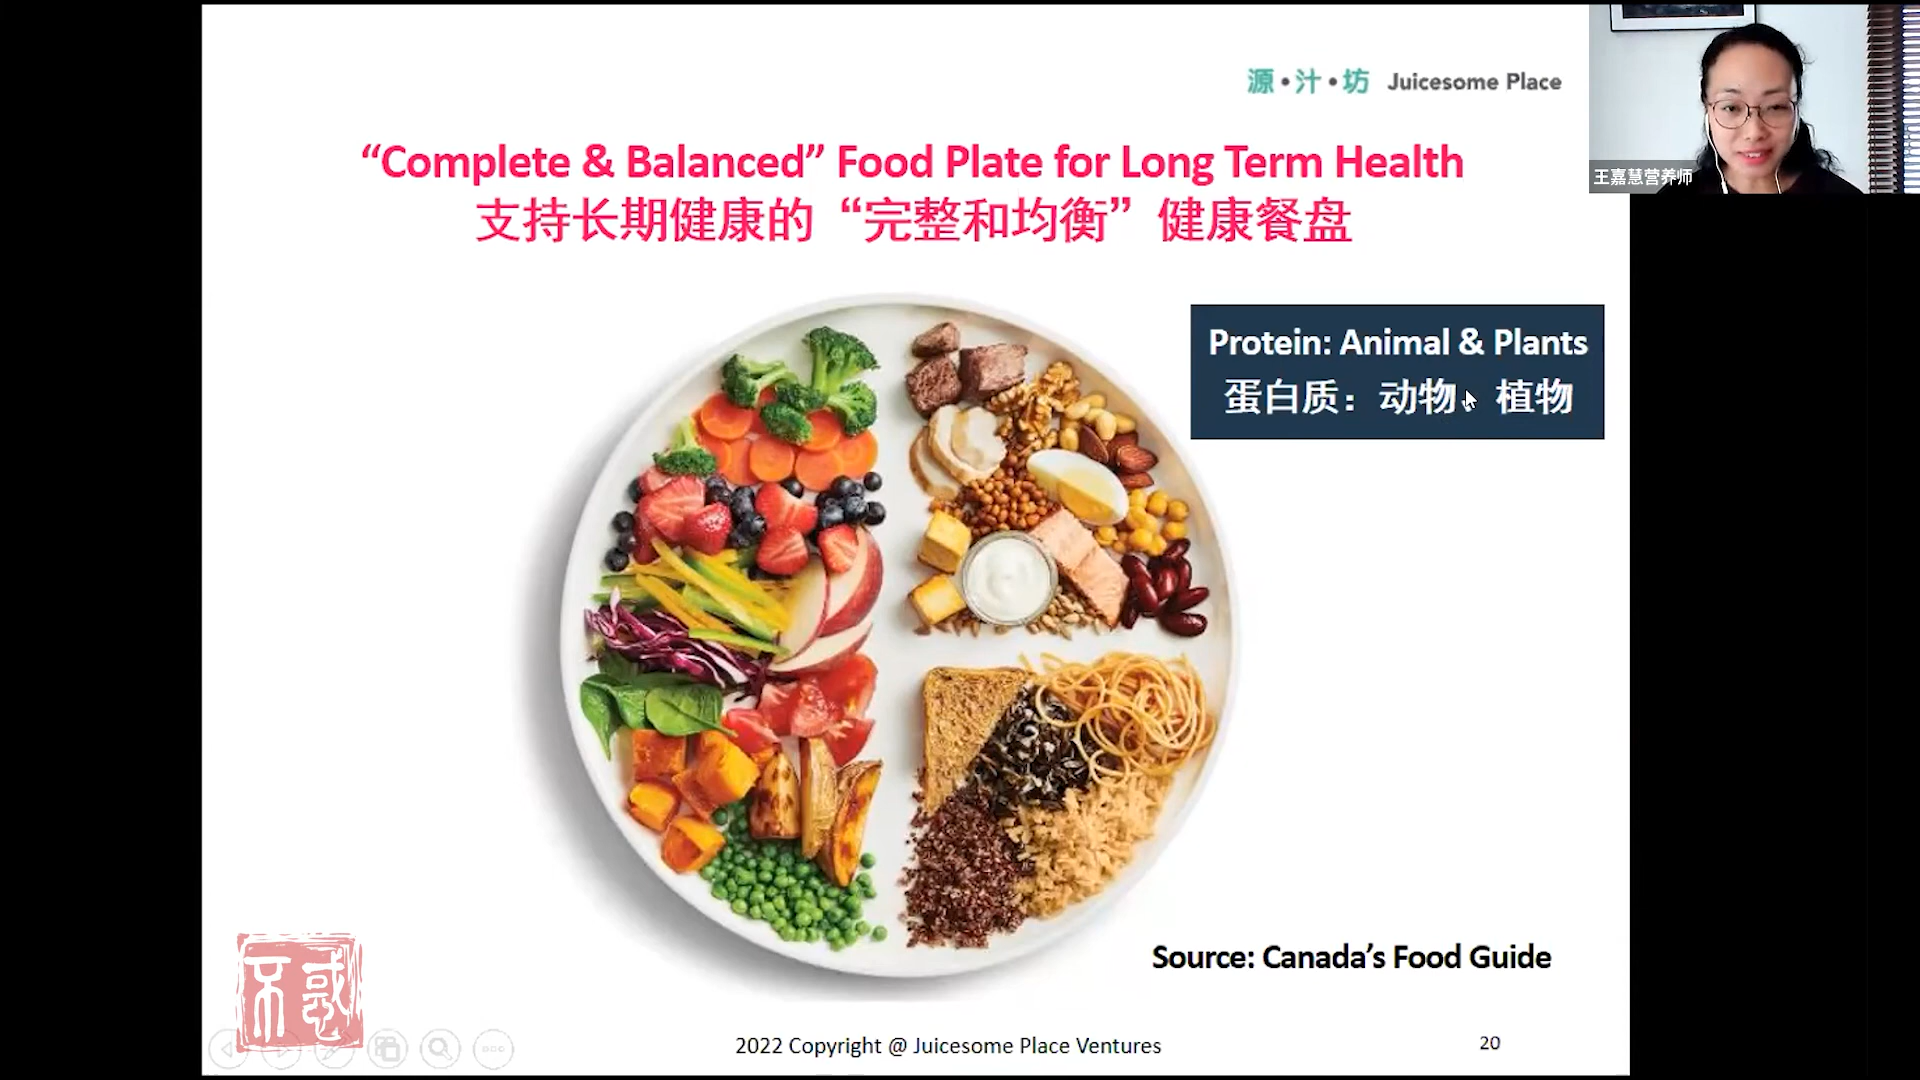 源•汁•坊 Juicesome Place
“Complete & Balanced” Food Plate for Long Term Health
支持长期健康的“完整和均衡”健康餐盘
王嘉慧营养师
Protein: Animal & Plants
蛋白质：动物、植物
Source: Canada’s Food Guide
不惑
2022 Copyright @ Juicesome Place Ventures
20